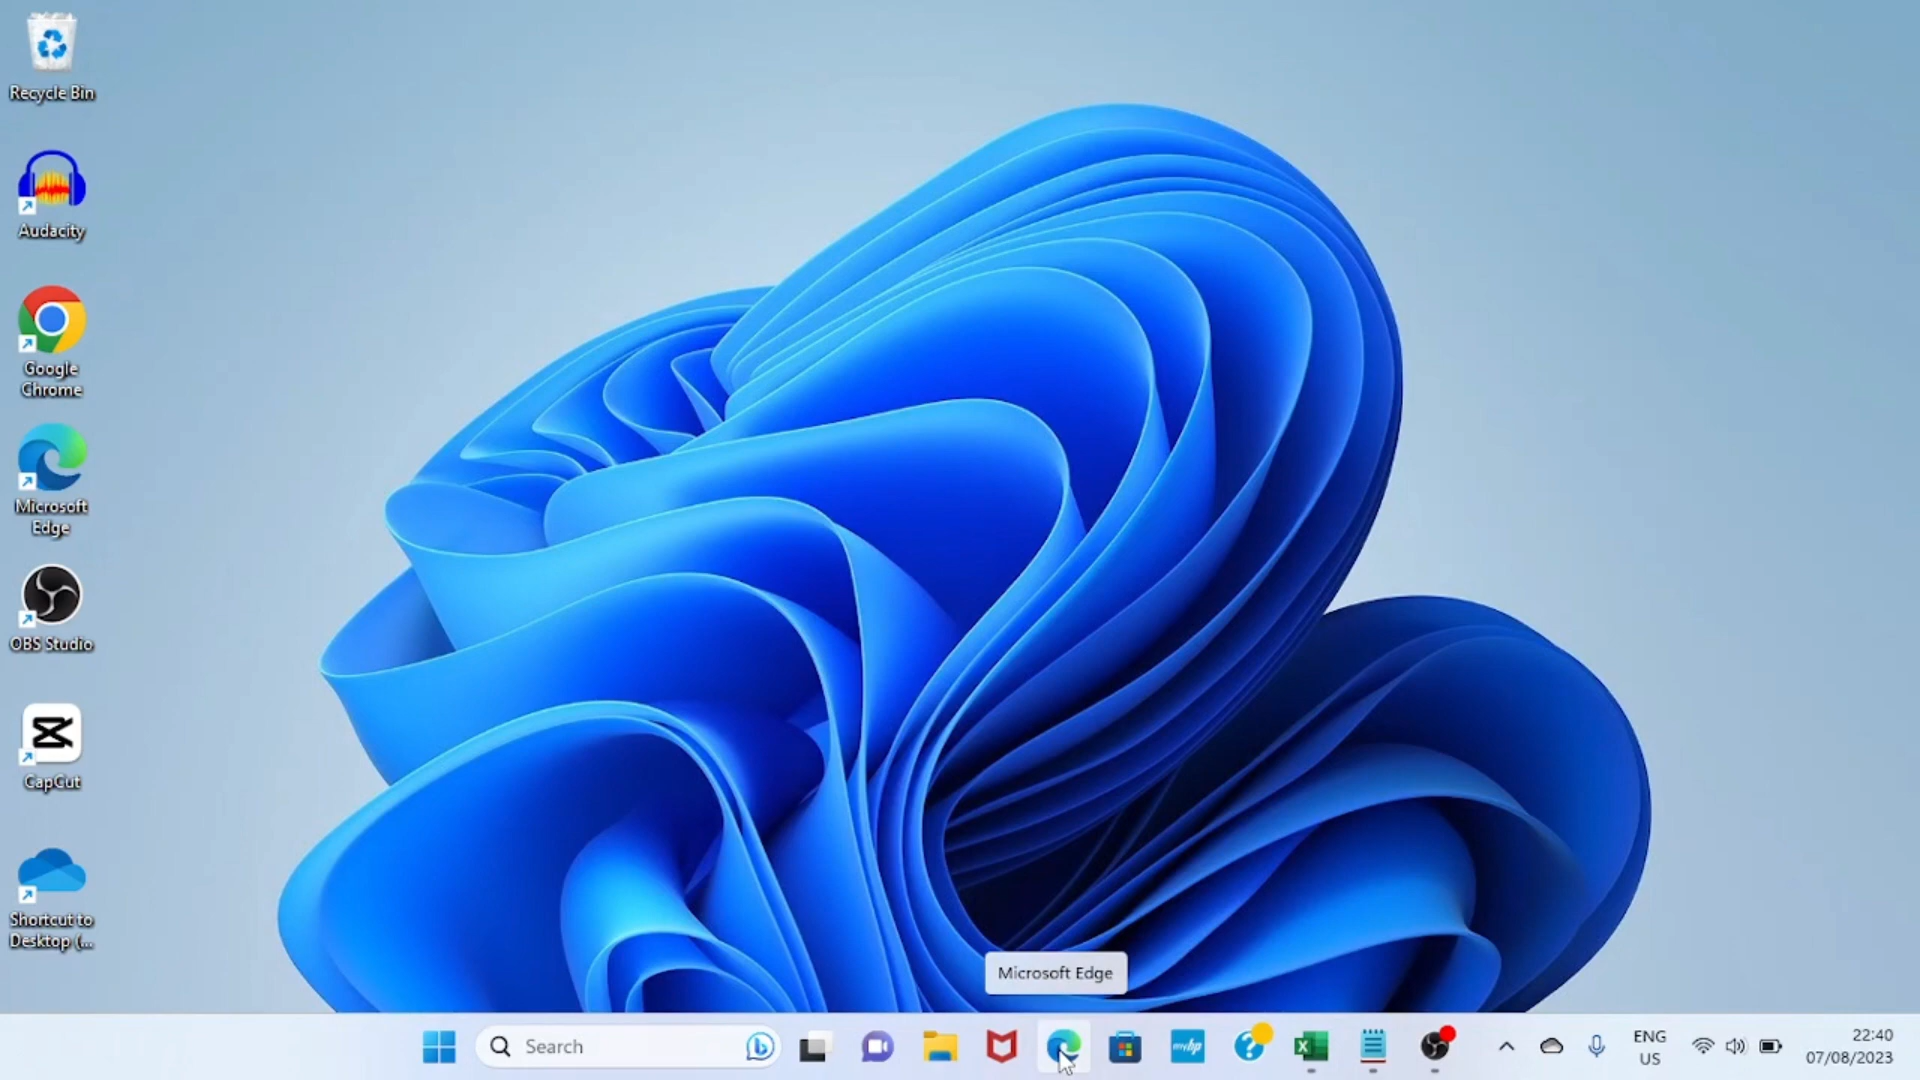 Recycle Bin
Audacity
Google
Chrome
Microsoft
Edge
OBS Studio
CapCut
Shortcut to
Desktop (...
Microsoft Edge
Search
myhp
ENG
US
22:40
07/08/2023